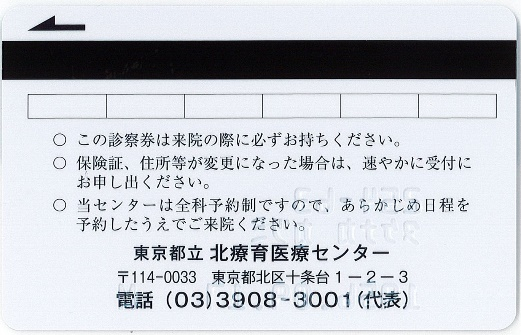 ○ この診察券は来院の際に必ずお持ちください。
○ 保険証、住所等が変更になった場合は、速やかに受付に
お申し出ください。
○ 当センターは全科予約制ですので、あらかじめ日程を
予約したうえでご来院ください。
東京都立 北療育医療センター
〒114-0033 東京都北区十条台1-2-3
電話 (03)3908-3001(代表)